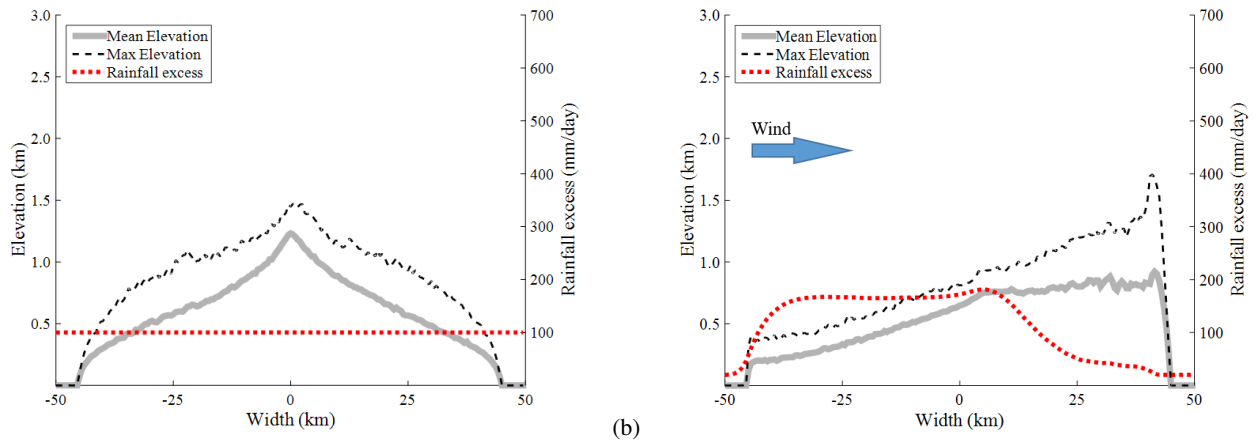 3.0
2.5
2.0
1.5
1.0
0.5
Elevation (km)
Mean Elevation
Max Elevation
Rainfall excess
700
600
500
400
300
200
100
Rainfall excess (mm/day)
-50 -25 0 25 50
Width (km)
(b)
3.0
2.5
2.0
1.5
1.0
0.5
Elevation (km)
Mean Elevation
Max Elevation
Rainfall excess
Wind
700
600
500
400
300
200
100
Rainfall excess (mm/day)
-50 -25 0 25 50
Width (km)